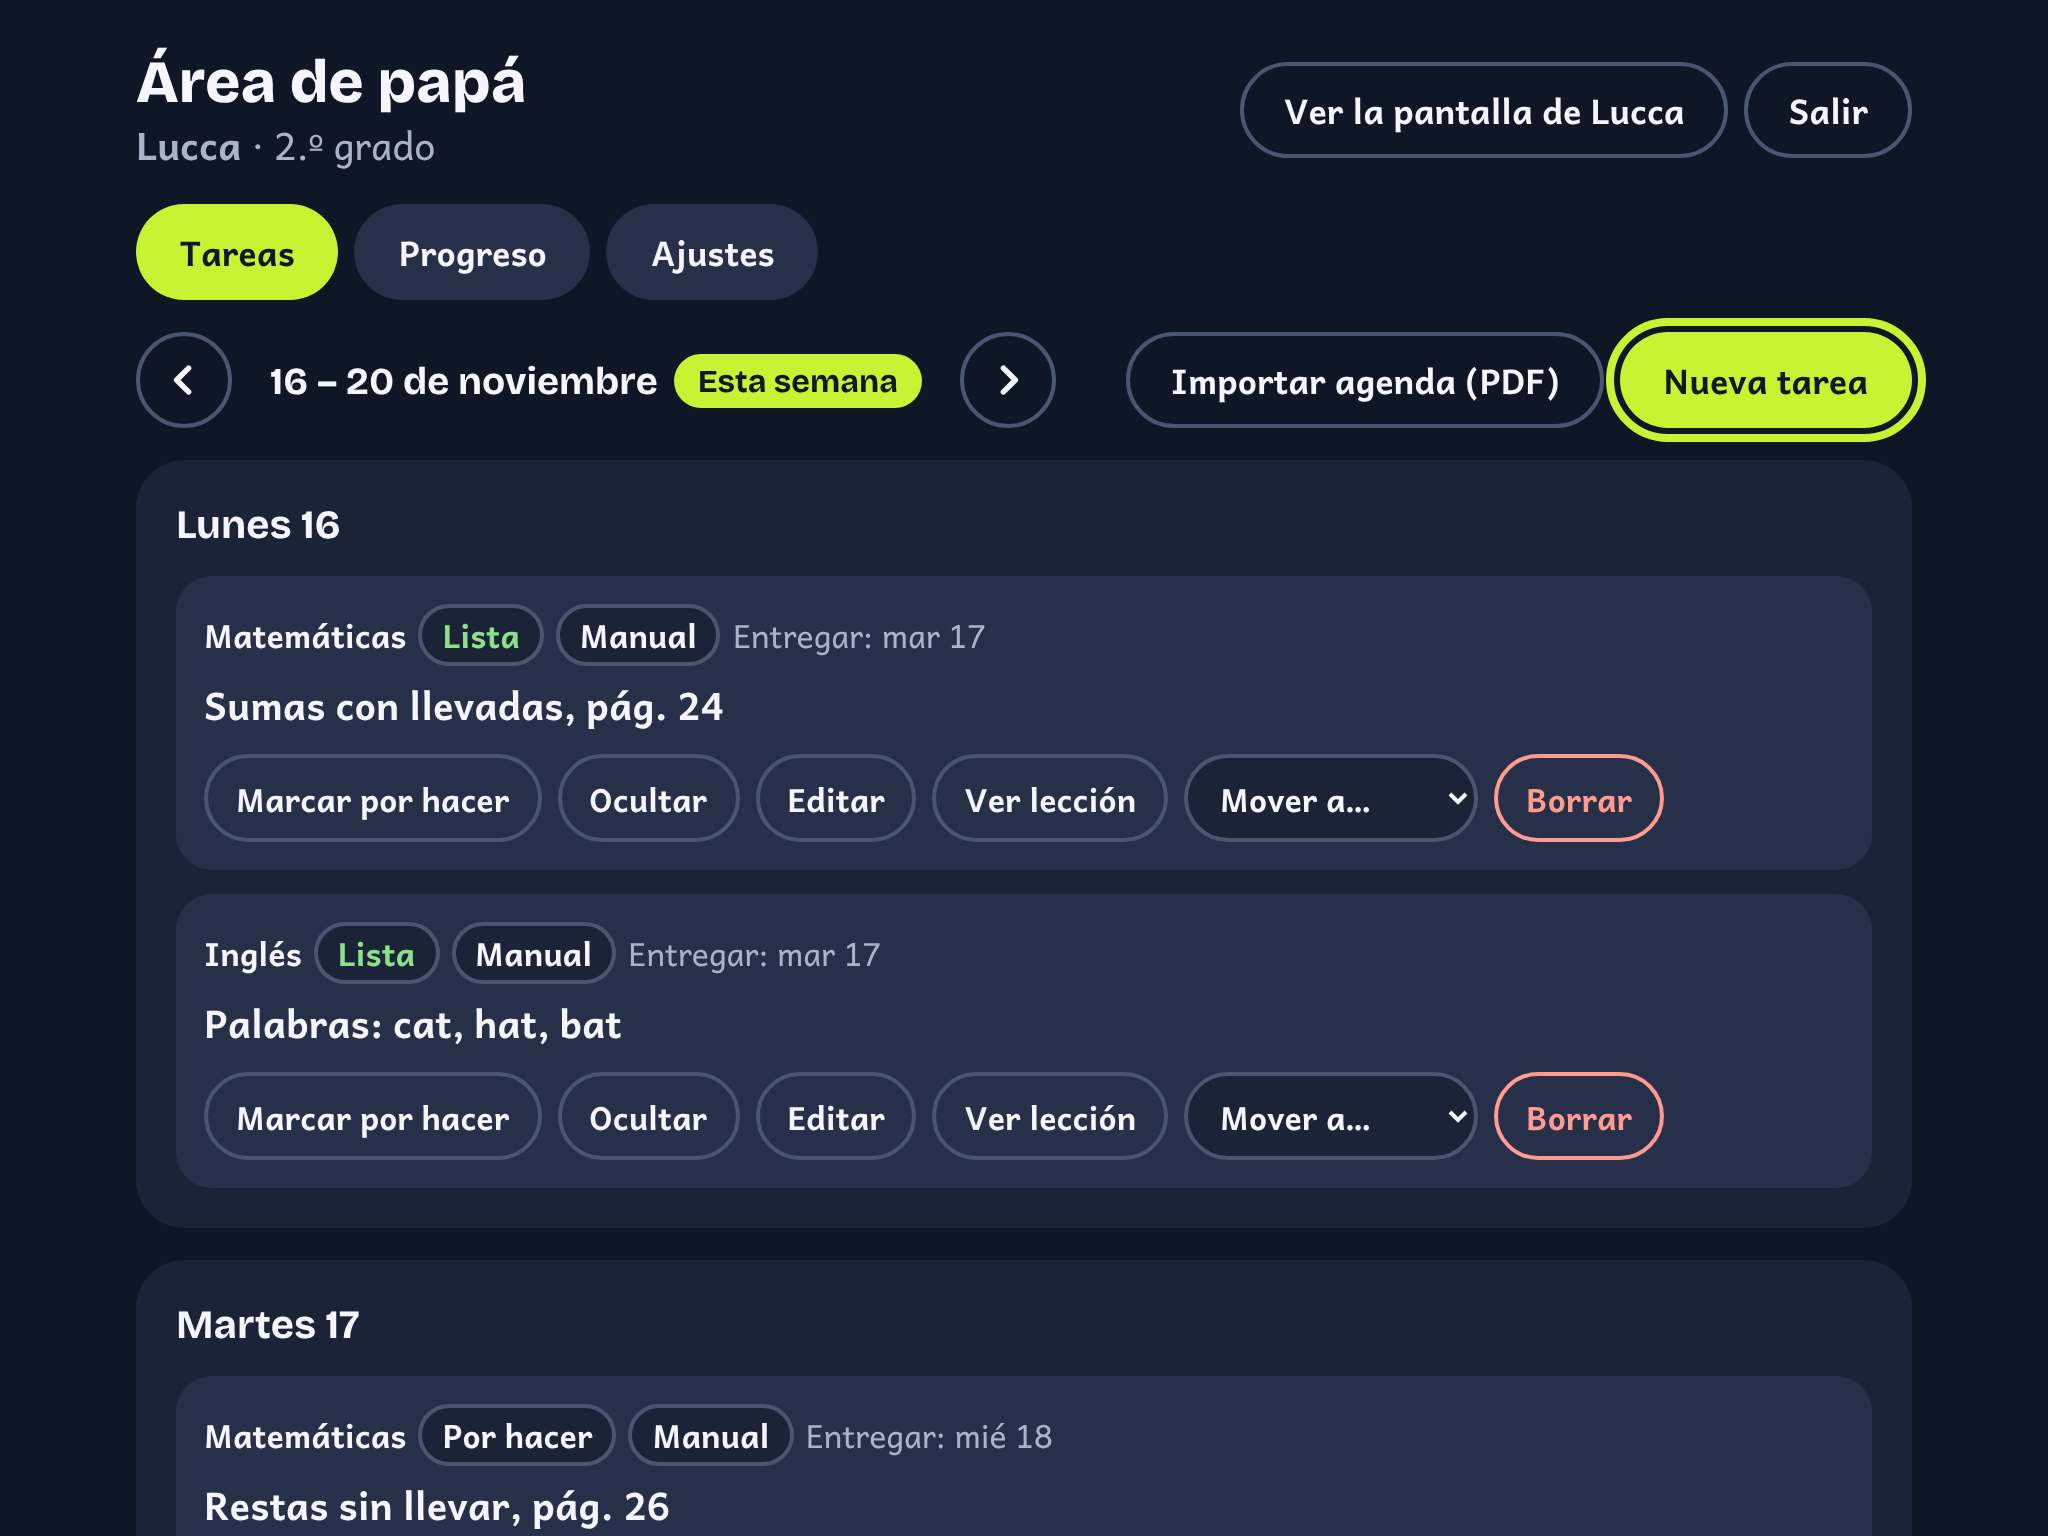 Área de papá
Lucca · 2.º grado
Ver la pantalla de Lucca
Salir
Tareas
Progreso
Ajustes
16 – 20 de noviembre
Esta semana
Importar agenda (PDF)
Nueva tarea
Lunes 16
Matemáticas Lista Manual Entregar: mar 17
Sumas con llevadas, pág. 24
Marcar por hacer Ocultar Editar Ver lección Mover a... Borrar
Inglés Lista Manual Entregar: mar 17
Palabras: cat, hat, bat
Marcar por hacer Ocultar Editar Ver lección Mover a... Borrar
Martes 17
Matemáticas Por hacer Manual Entregar: mié 18
Restas sin llevar, pág. 26